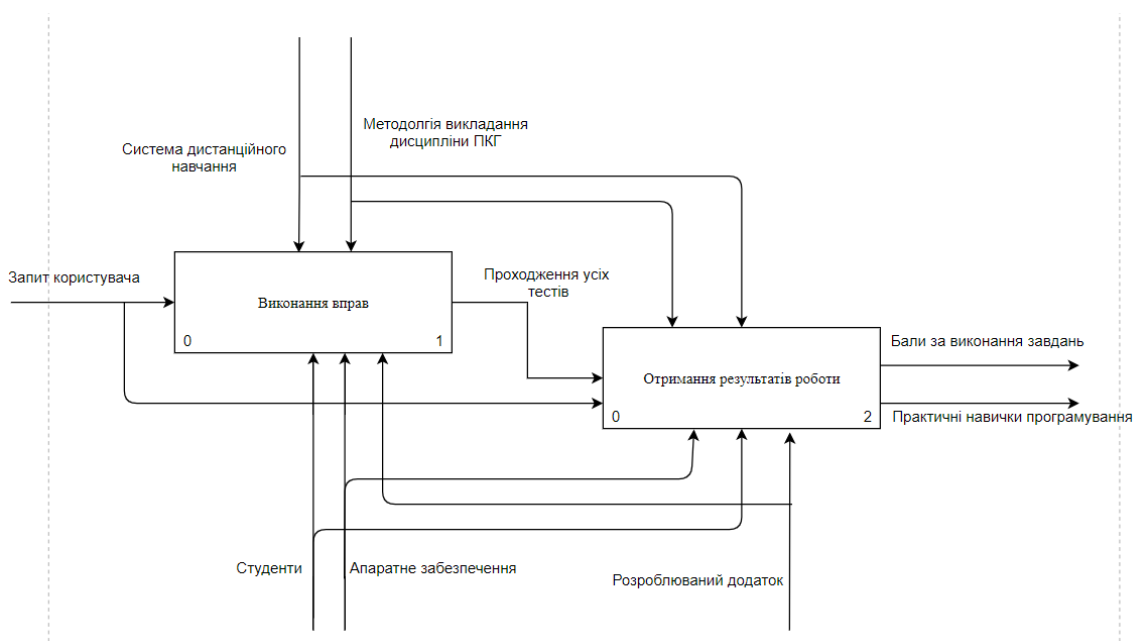 Методолгія викладання
дисципліни ПКГ
Система дистанційного
навчання
Запит користувача
Проходження усіх
тестів
Виконання вправ
0
1
Бали за виконання завдань
Отримання результатів роботи
0
2
Практичні навички програмування
Студенти
Апаратне забезпечення
Розроблюваний додаток